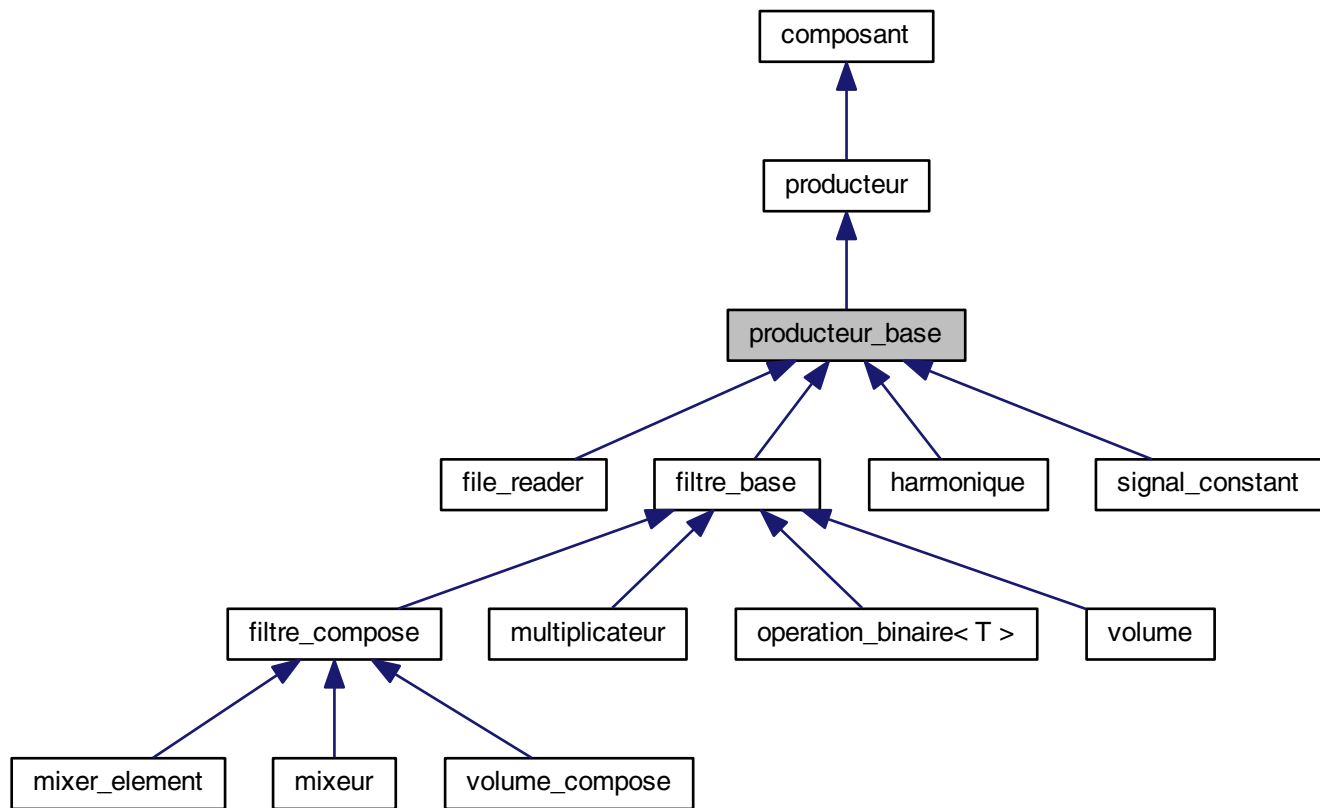 composant
producteur
producteur_base
file_reader
filtre_base
harmonique
signal_constant
filtre_compose
multiplicateur
operation_binaire< T >
volume
mixer_element
mixeur
volume_compose